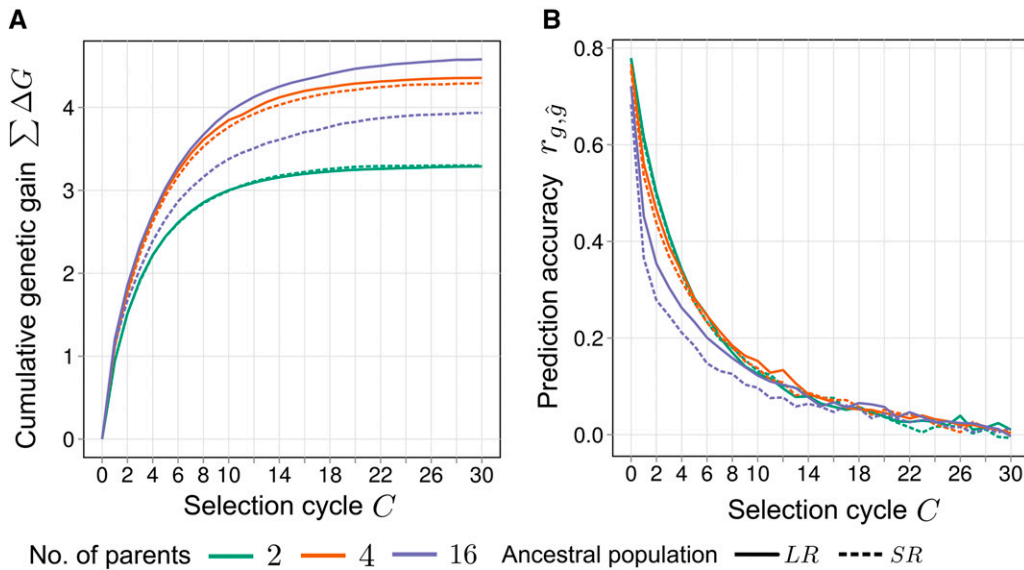 A
Cumulative genetic gain ∑ ΔG
4
3
2
1
0
0 2 4 6 8 10 14 18 22 26 30
Selection cycle C
B
Prediction accuracy r_{g,ĝ}
0.8
0.6
0.4
0.2
0.0
0 2 4 6 8 10 14 18 22 26 30
Selection cycle C
No. of parents 2 4 16 Ancestral population LR SR